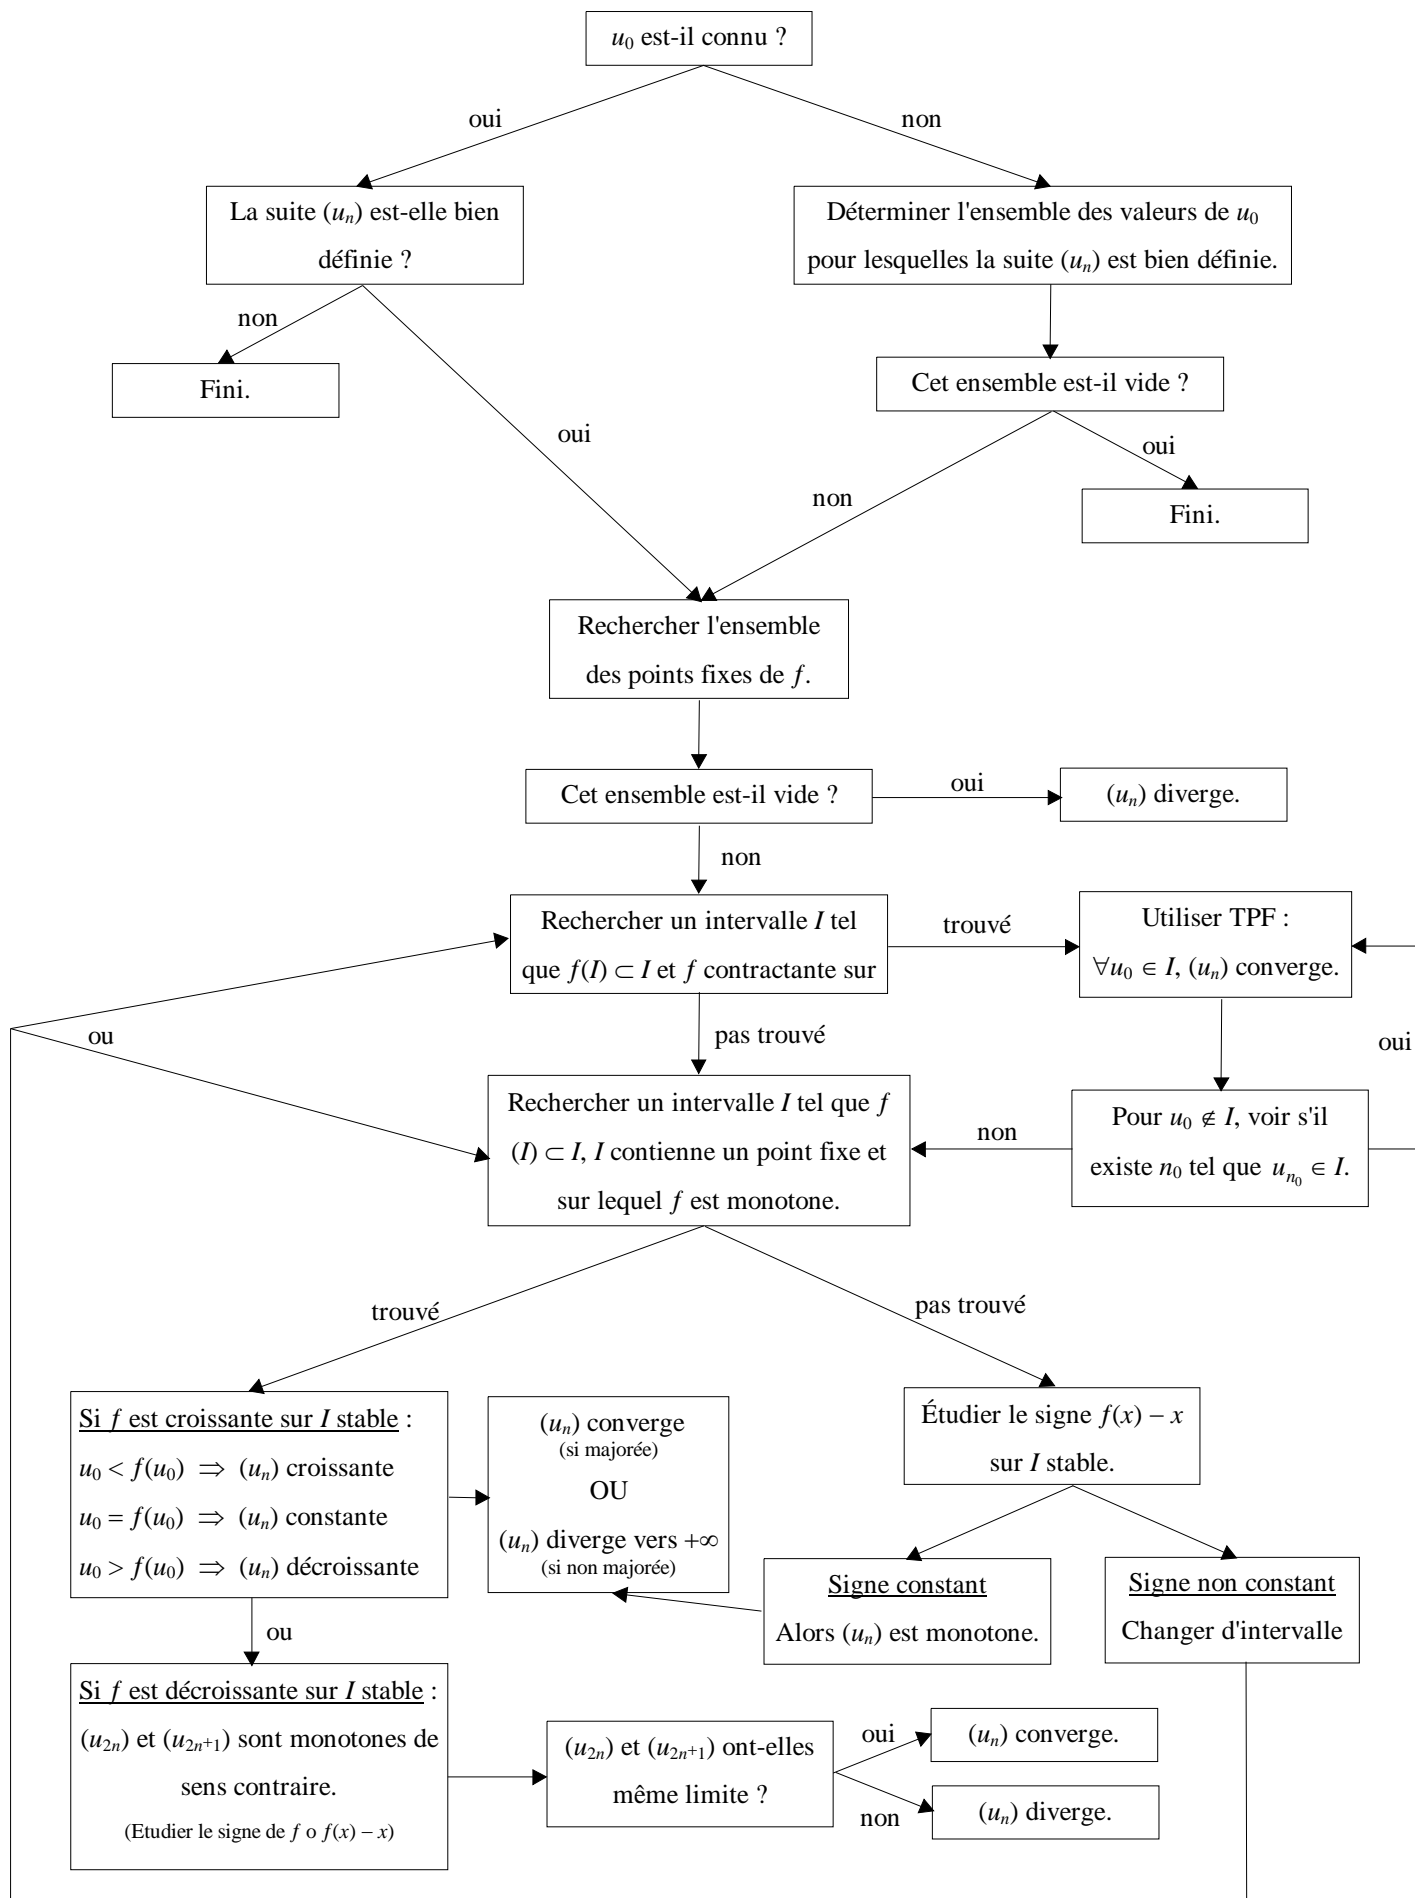 u₀ est-il connu ?
oui
non
La suite (uₙ) est-elle bien
définie ?
Déterminer l'ensemble des valeurs de u₀
pour lesquelles la suite (uₙ) est bien définie.
non
Fini.
Cet ensemble est-il vide ?
oui
oui
non
Fini.
Rechercher l'ensemble
des points fixes de f.
Cet ensemble est-il vide ?
oui
(uₙ) diverge.
non
Rechercher un intervalle I tel
que f(I) ⊂ I et f contractante sur
trouvé
Utiliser TPF :
∀u₀ ∈ I, (uₙ) converge.
ou
pas trouvé
oui
Rechercher un intervalle I tel que f
(I) ⊂ I, I contienne un point fixe et
sur lequel f est monotone.
non
Pour u₀ ∉ I, voir s'il
existe n₀ tel que u_{n₀} ∈ I.
trouvé
pas trouvé
Si f est croissante sur I stable :
u₀ < f(u₀) ⇒ (uₙ) croissante
u₀ = f(u₀) ⇒ (uₙ) constante
u₀ > f(u₀) ⇒ (uₙ) décroissante
(uₙ) converge
(si majorée)
OU
(uₙ) diverge vers +∞
(si non majorée)
Étudier le signe f(x) – x
sur I stable.
Signe constant
Alors (uₙ) est monotone.
Signe non constant
Changer d'intervalle
ou
Si f est décroissante sur I stable :
(u₂ₙ) et (u₂ₙ₊₁) sont monotones de
sens contraire.
(Etudier le signe de f o f(x) – x)
(u₂ₙ) et (u₂ₙ₊₁) ont-elles
même limite ?
oui
(uₙ) converge.
non
(uₙ) diverge.